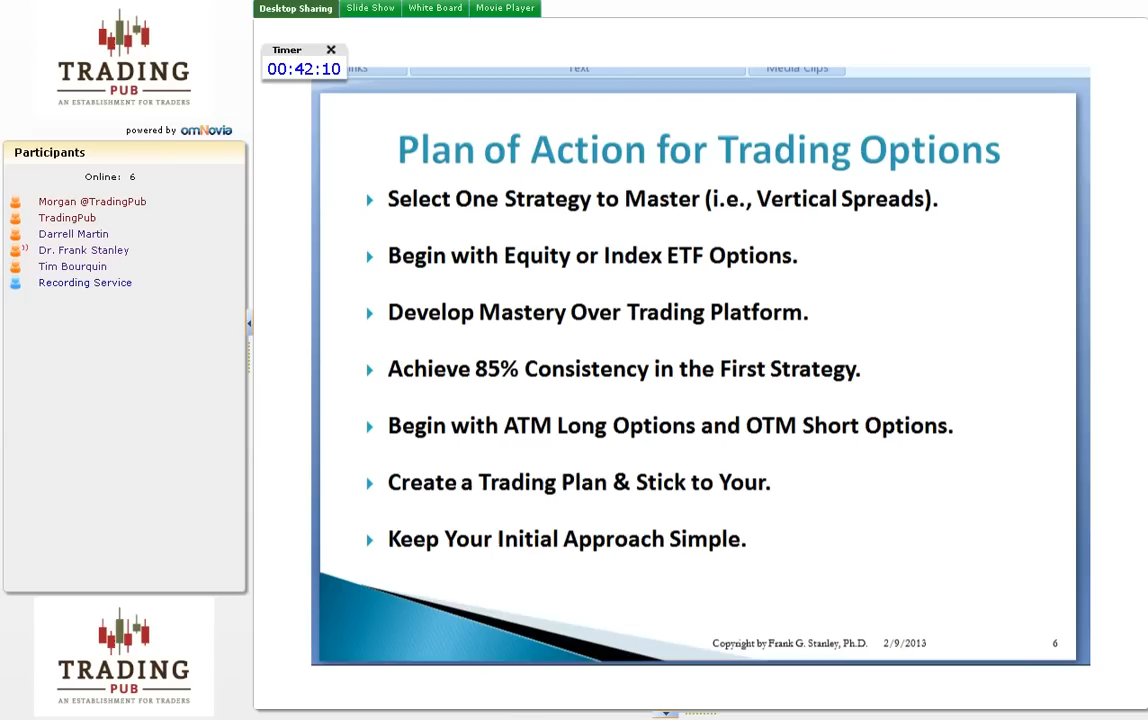 Desktop Sharing
Slide Show
White Board
Movie Player
TRADING
PUB
AN ESTABLISHMENT FOR TRADERS
powered by omNovia
Timer
00:42:10
Text
Media Clips
Participants
Online: 6
Morgan @TradingPub
TradingPub
Darrell Martin
Dr. Frank Stanley
Tim Bourquin
Recording Service
Plan of Action for Trading Options
Select One Strategy to Master (i.e., Vertical Spreads).
Begin with Equity or Index ETF Options.
Develop Mastery Over Trading Platform.
Achieve 85% Consistency in the First Strategy.
Begin with ATM Long Options and OTM Short Options.
Create a Trading Plan & Stick to Your.
Keep Your Initial Approach Simple.
Copyright by Frank G. Stanley, Ph.D. 2/9/2013 6
TRADING
PUB
AN ESTABLISHMENT FOR TRADERS